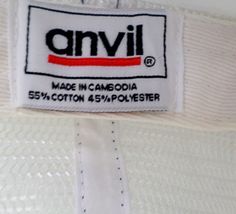 anvil®
MADE IN CAMBODIA
55% COTTON 45% POLYESTER